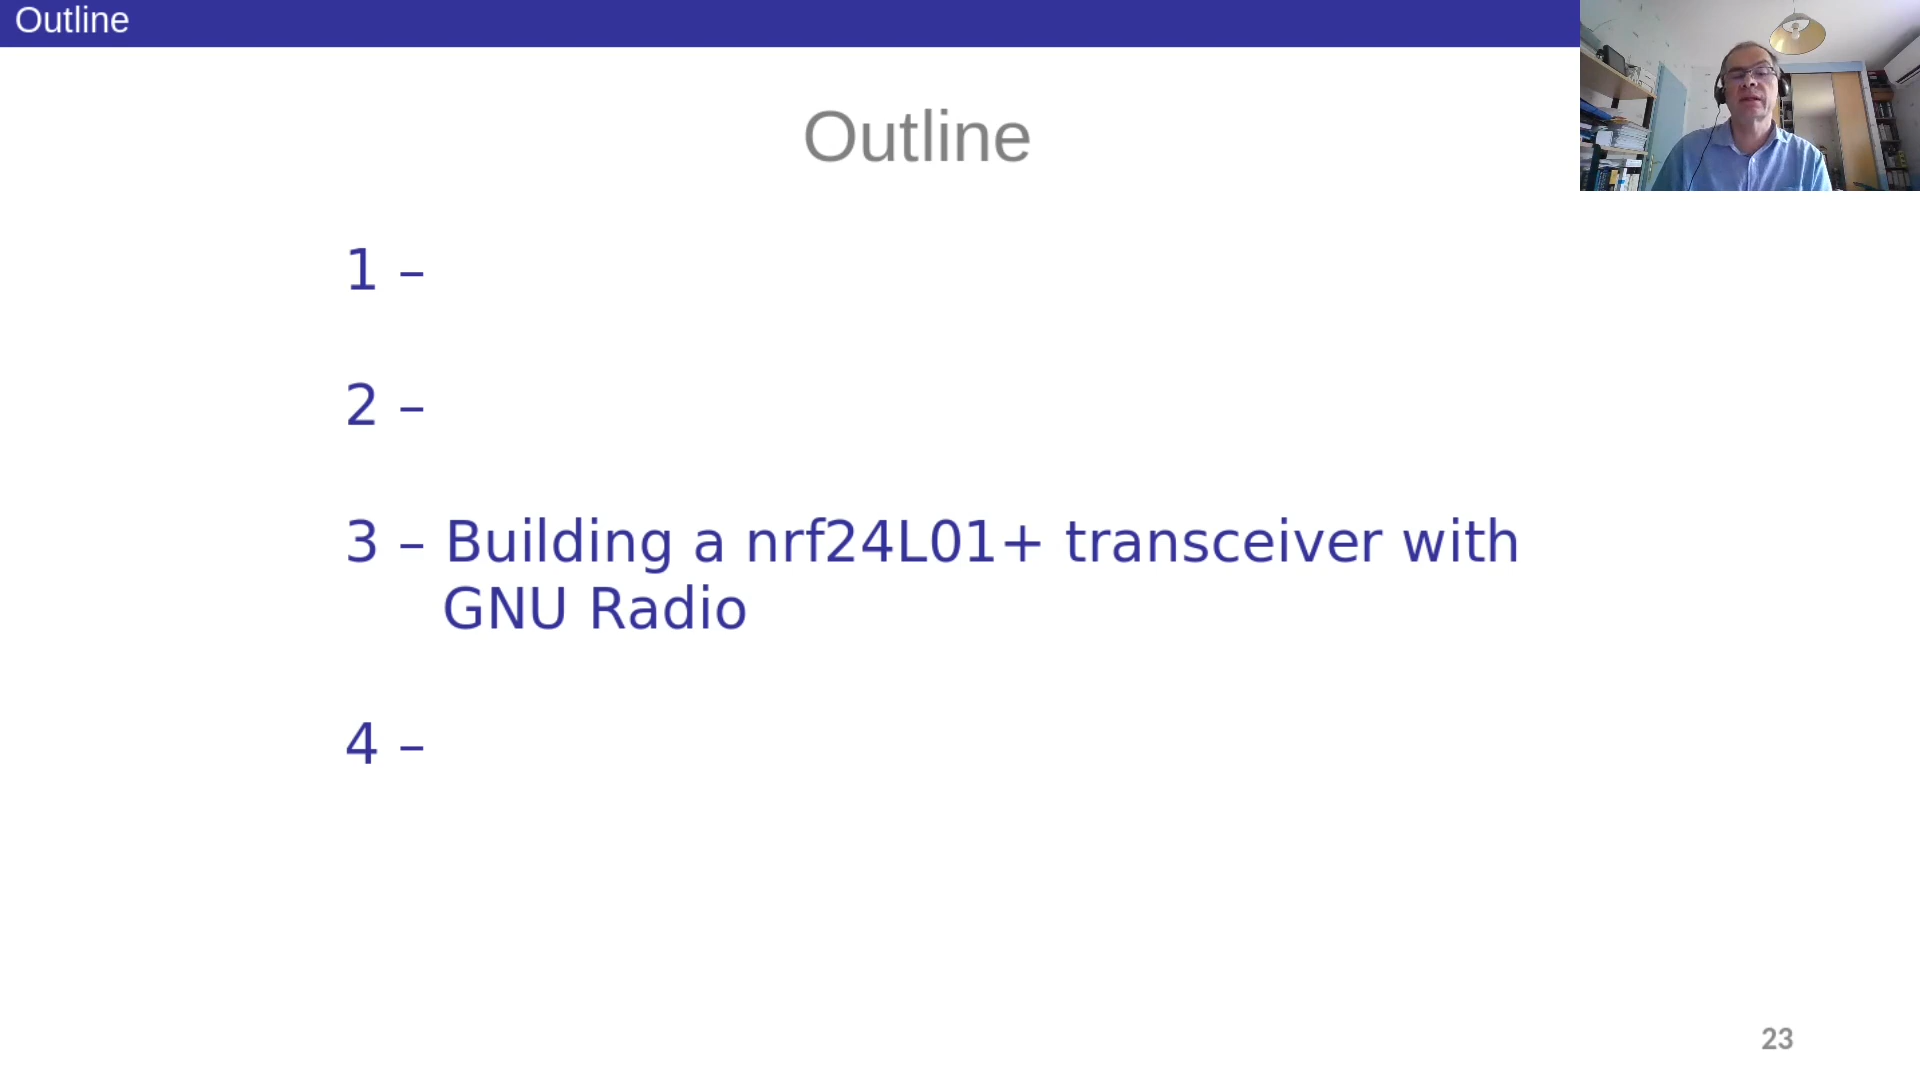 Outline
Outline
1 –
2 –
3 – Building a nrf24L01+ transceiver with
GNU Radio
4 –
23